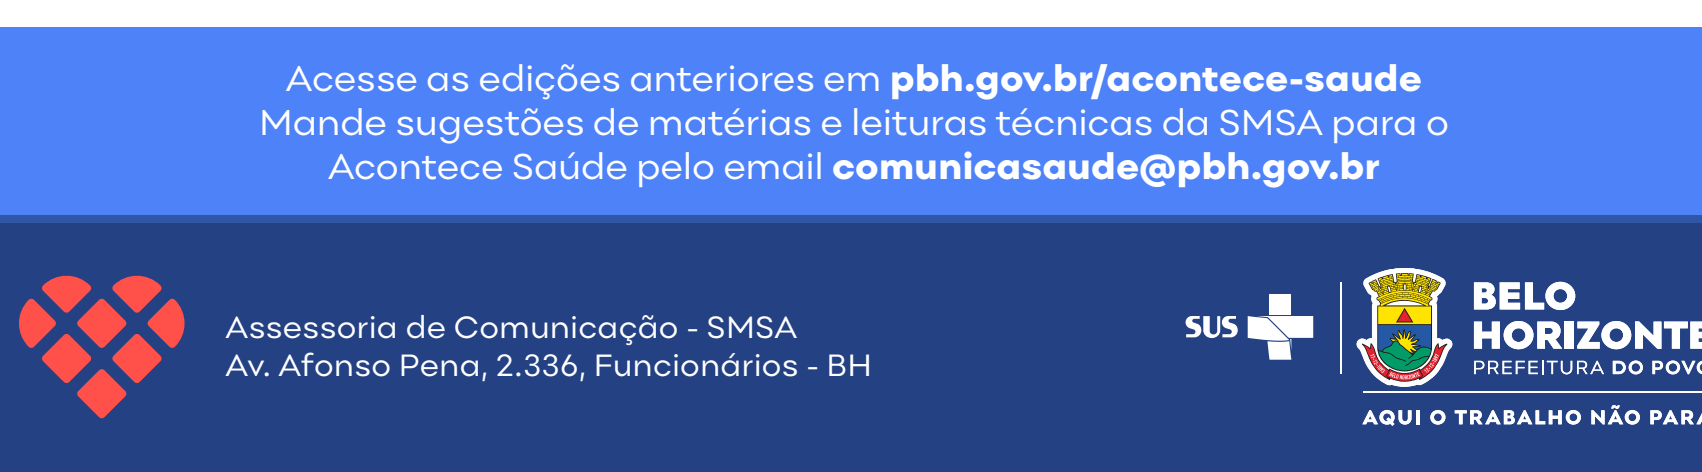 Acesse as edições anteriores em pbh.gov.br/acontece-saude
Mande sugestões de matérias e leituras técnicas da SMSA para o
Acontece Saúde pelo email comunicasaude@pbh.gov.br
Assessoria de Comunicação - SMSA
Av. Afonso Pena, 2.336, Funcionários - BH
SUS
BELO
HORIZONTE
PREFEITURA DO POVO
AQUI O TRABALHO NÃO PARA